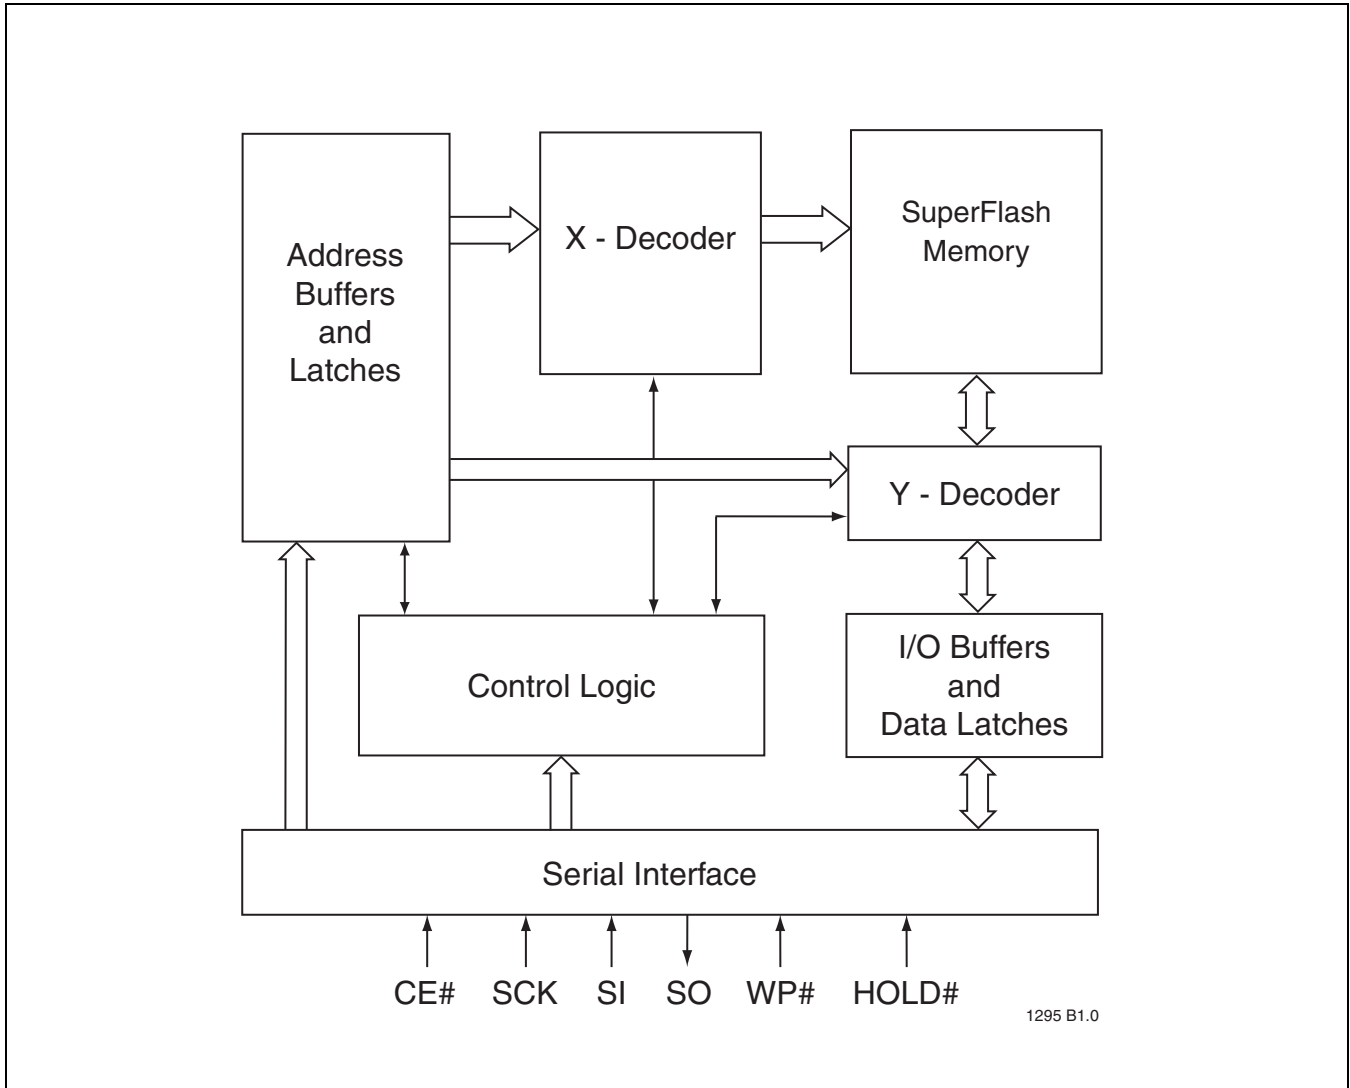 Address
Buffers
and
Latches
X - Decoder
SuperFlash
Memory
Y - Decoder
Control Logic
I/O Buffers
and
Data Latches
Serial Interface
CE# SCK SI SO WP# HOLD#
1295 B1.0